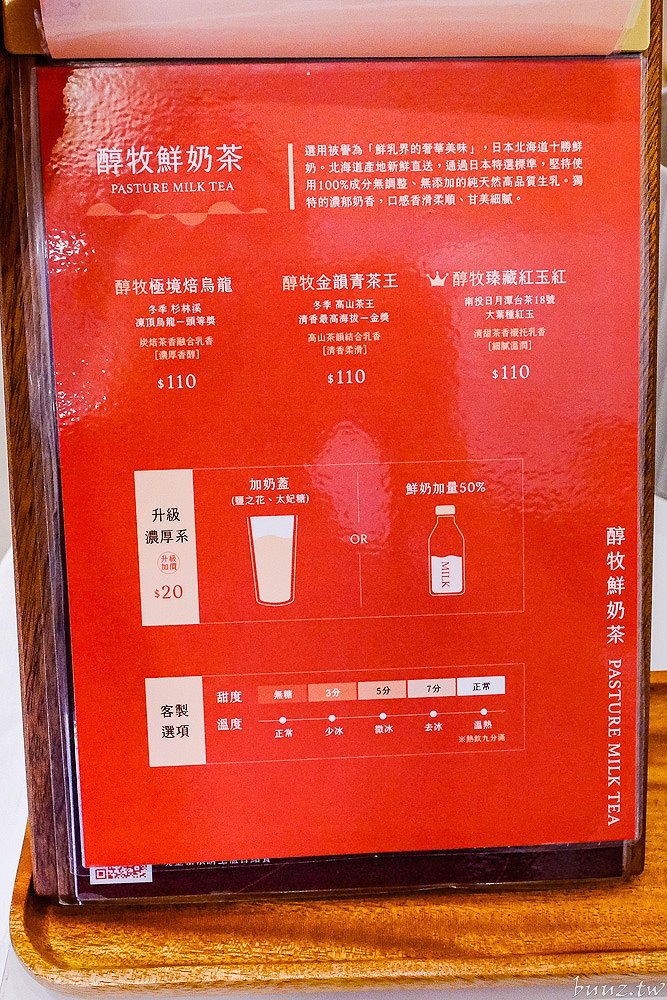 醇牧鮮奶茶
PASTURE MILK TEA
選用被譽為「鮮乳界的奢華美味」，日本北海道十勝鮮
奶。北海道產地新鮮直送，通過日本特選標準，堅持使
用100%成分無調整、無添加的純天然高品質生乳。獨
特的濃郁奶香，口感香滑柔順、甘美細膩。
醇牧極境焙烏龍
冬季 杉林溪
凍頂烏龍一頭等獎
炭焙茶香融合乳香
［濃厚香醇］
$110
醇牧金韻青茶王
冬季 高山茶王
清香最高海拔一金獎
高山茶韻結合乳香
［清香柔滑］
$110
醇牧臻藏紅玉紅
南投日月潭台茶18號
大葉種紅玉
清甜茶香襯托乳香
［細膩溫潤］
$110
升級
濃厚系
升級
加價
$20
加奶蓋
(鹽之花、太妃糖)
OR
鮮奶加量50%
MILK
客製
選項
甜度 無糖 3分 5分 7分 正常
溫度 正常 少冰 微冰 去冰 溫熱
※熱飲九分滿
醇牧鮮奶茶 PASTURE MILK TEA
buuz.tw